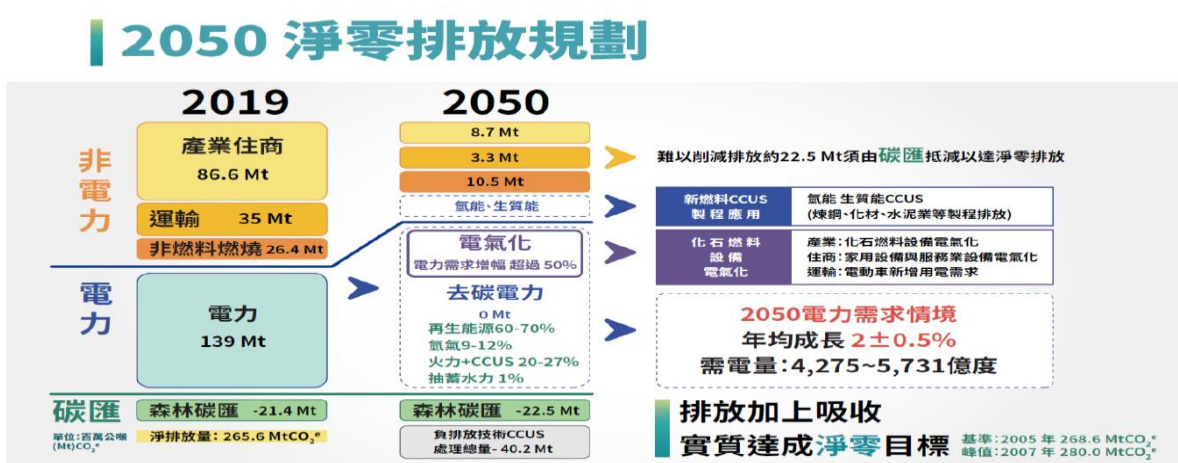 2050 淨零排放規劃
2019
2050
非電力
產業住商
86.6 Mt
運輸 35 Mt
非燃料燃燒 26.4 Mt
8.7 Mt
3.3 Mt
10.5 Mt
氫能、生質能
難以削減排放約22.5 Mt須由碳匯抵減以達淨零排放
新燃料CCUS
製程應用
氫能 生質能CCUS
(煉鋼、化材、水泥業等製程排放)
電力
電力
139 Mt
電氣化
電力需求增幅 超過 50%
去碳電力
0 Mt
再生能源60-70%
氫氣9-12%
火力+CCUS 20-27%
抽蓄水力 1%
化石燃料
設備
電氣化
產業:化石燃料設備電氣化
住商:家用設備與服務業設備電氣化
運輸:電動車新增用電需求
2050電力需求情境
年均成長 2±0.5%
需電量:4,275~5,731億度
碳匯
單位:百萬公噸
(Mt)CO₂e
森林碳匯 -21.4 Mt
淨排放量: 265.6 MtCO₂e
森林碳匯 -22.5 Mt
負排放技術CCUS
處理總量- 40.2 Mt
排放加上吸收
實質達成淨零目標
基準:2005 年 268.6 MtCO₂e
峰值:2007 年 280.0 MtCO₂e